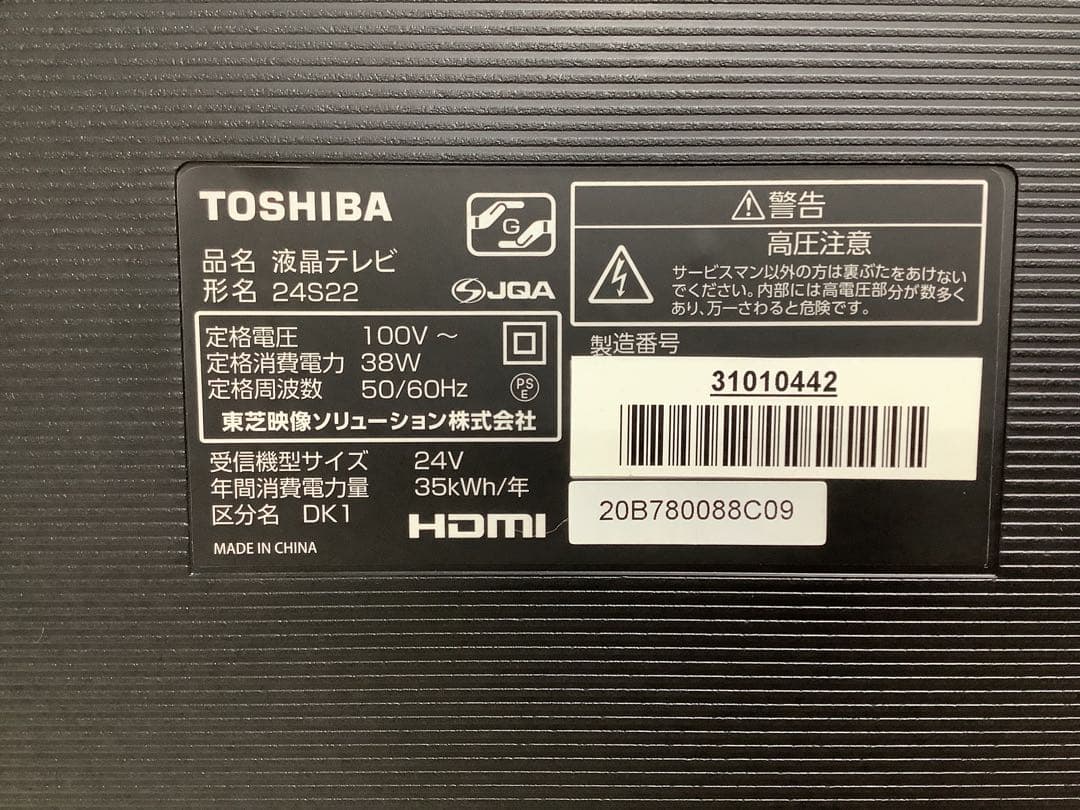 TOSHIBA
G
品名 液晶テレビ
形名 24S22
JQA
定格電圧 100V ～
定格消費電力 38W
定格周波数 50/60Hz
PS
E
東芝映像ソリューション株式会社
受信機型サイズ 24V
年間消費電力量 35kWh/年
区分名 DK1
HDMI
MADE IN CHINA
警告
高圧注意
サービスマン以外の方は裏ぶたをあけない
でください。内部には高電圧部分が数多く
あり、万一さわると危険です。
製造番号
31010442
20B780088C09